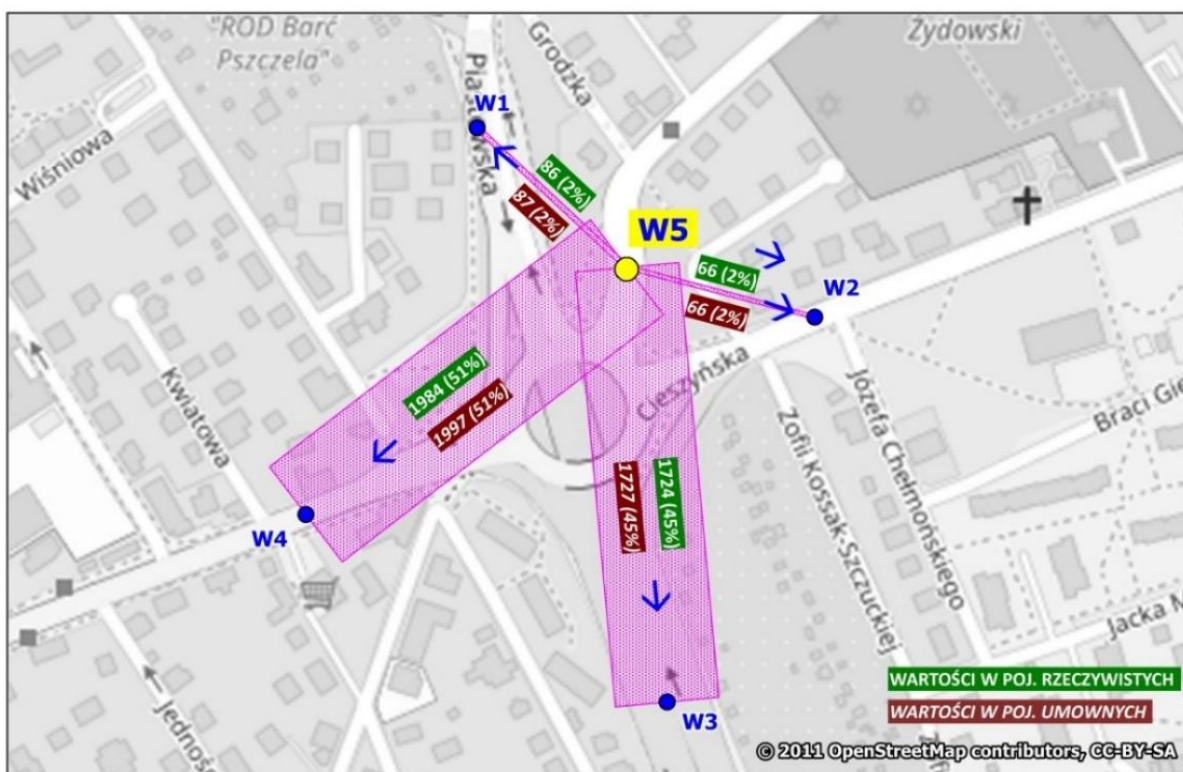 "ROD Barć
Pszczela"
Grodzka
Żydowski
Piastowska
W1
Wiśniowa
86 (2%)
87 (2%)
W5
66 (2%)
66 (2%)
W2
Cieszyńska
Kwiatowa
1984 (51%)
1997 (51%)
Józefa Chełmońskiego
Zofii Kossak-Szczuckiej
Braci Gie
1727 (45%)
1724 (45%)
W4
Jacka M
Jednośc
W3
WARTOŚCI W POJ. RZECZYWISTYCH
WARTOŚCI W POJ. UMOWNYCH
© 2011 OpenStreetMap contributors, CC-BY-SA